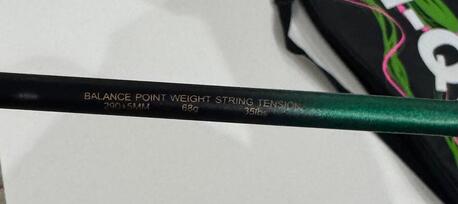 BALANCE POINT WEIGHT STRING TENSION
290±5MM 68g 35lbs